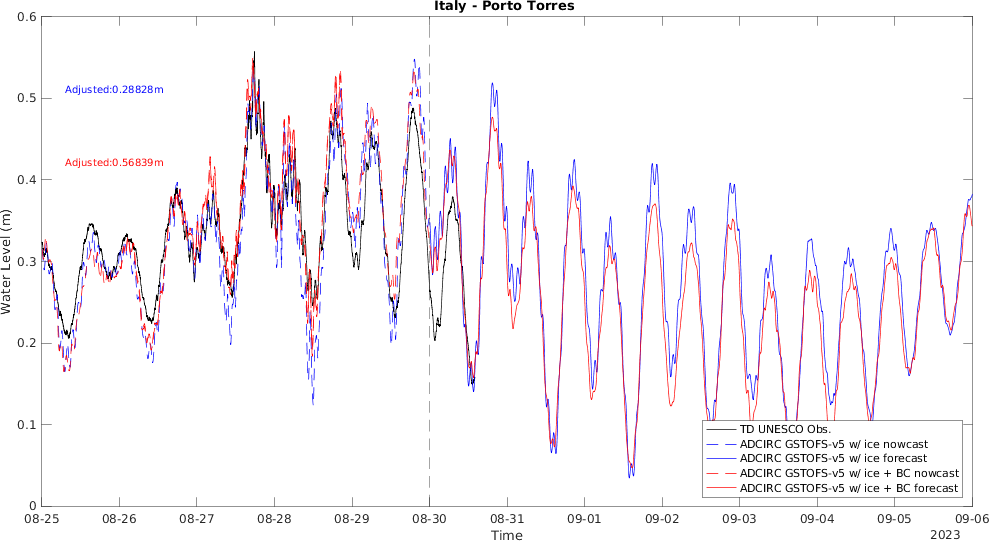 Italy - Porto Torres
0.6
0.5
0.4
0.3
0.2
0.1
0
Water Level (m)
Adjusted:0.28828m
Adjusted:0.56839m
TD UNESCO Obs.
ADCIRC GSTOFS-v5 w/ ice nowcast
ADCIRC GSTOFS-v5 w/ ice forecast
ADCIRC GSTOFS-v5 w/ ice + BC nowcast
ADCIRC GSTOFS-v5 w/ ice + BC forecast
08-25 08-26 08-27 08-28 08-29 08-30 08-31 09-01 09-02 09-03 09-04 09-05 09-06
Time
2023